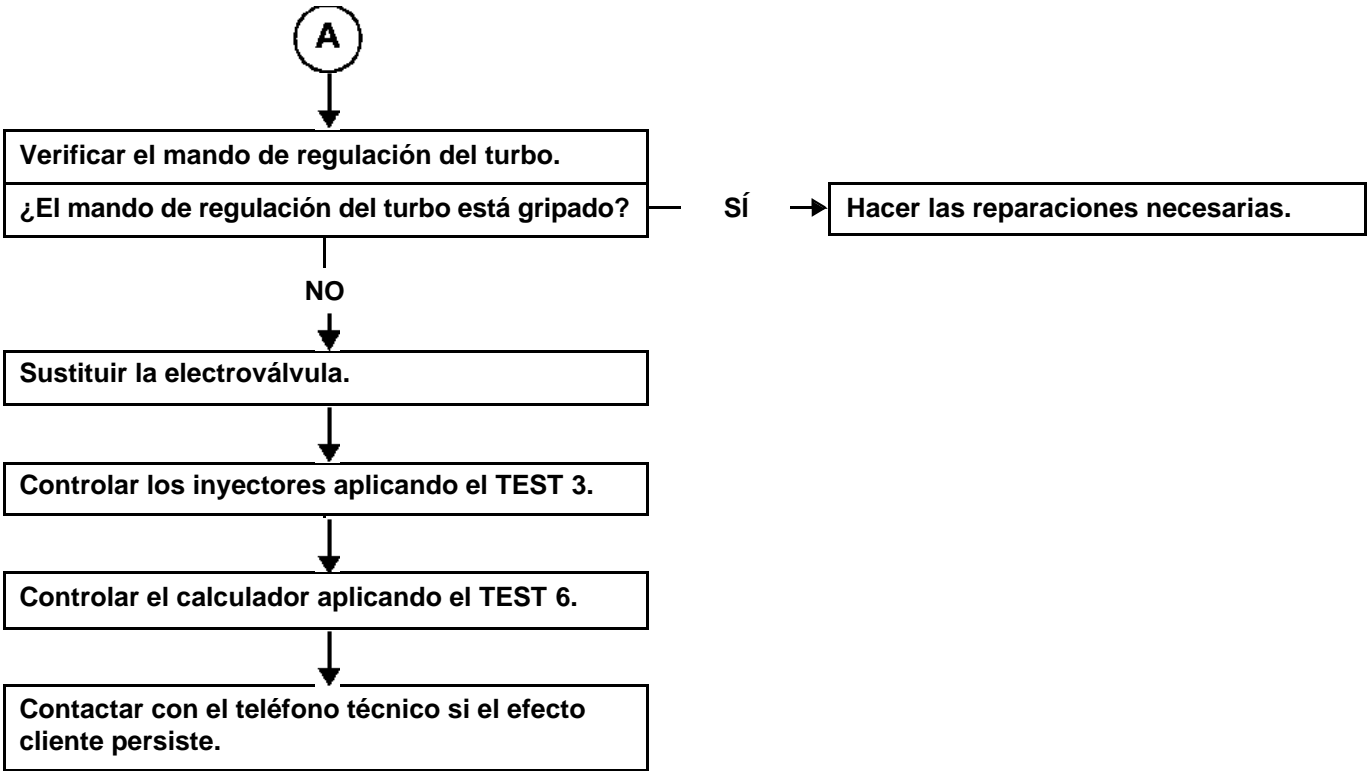 A
Verificar el mando de regulación del turbo.
¿El mando de regulación del turbo está gripado?
SÍ
Hacer las reparaciones necesarias.
NO
Sustituir la electroválvula.
Controlar los inyectores aplicando el TEST 3.
Controlar el calculador aplicando el TEST 6.
Contactar con el teléfono técnico si el efecto
cliente persiste.